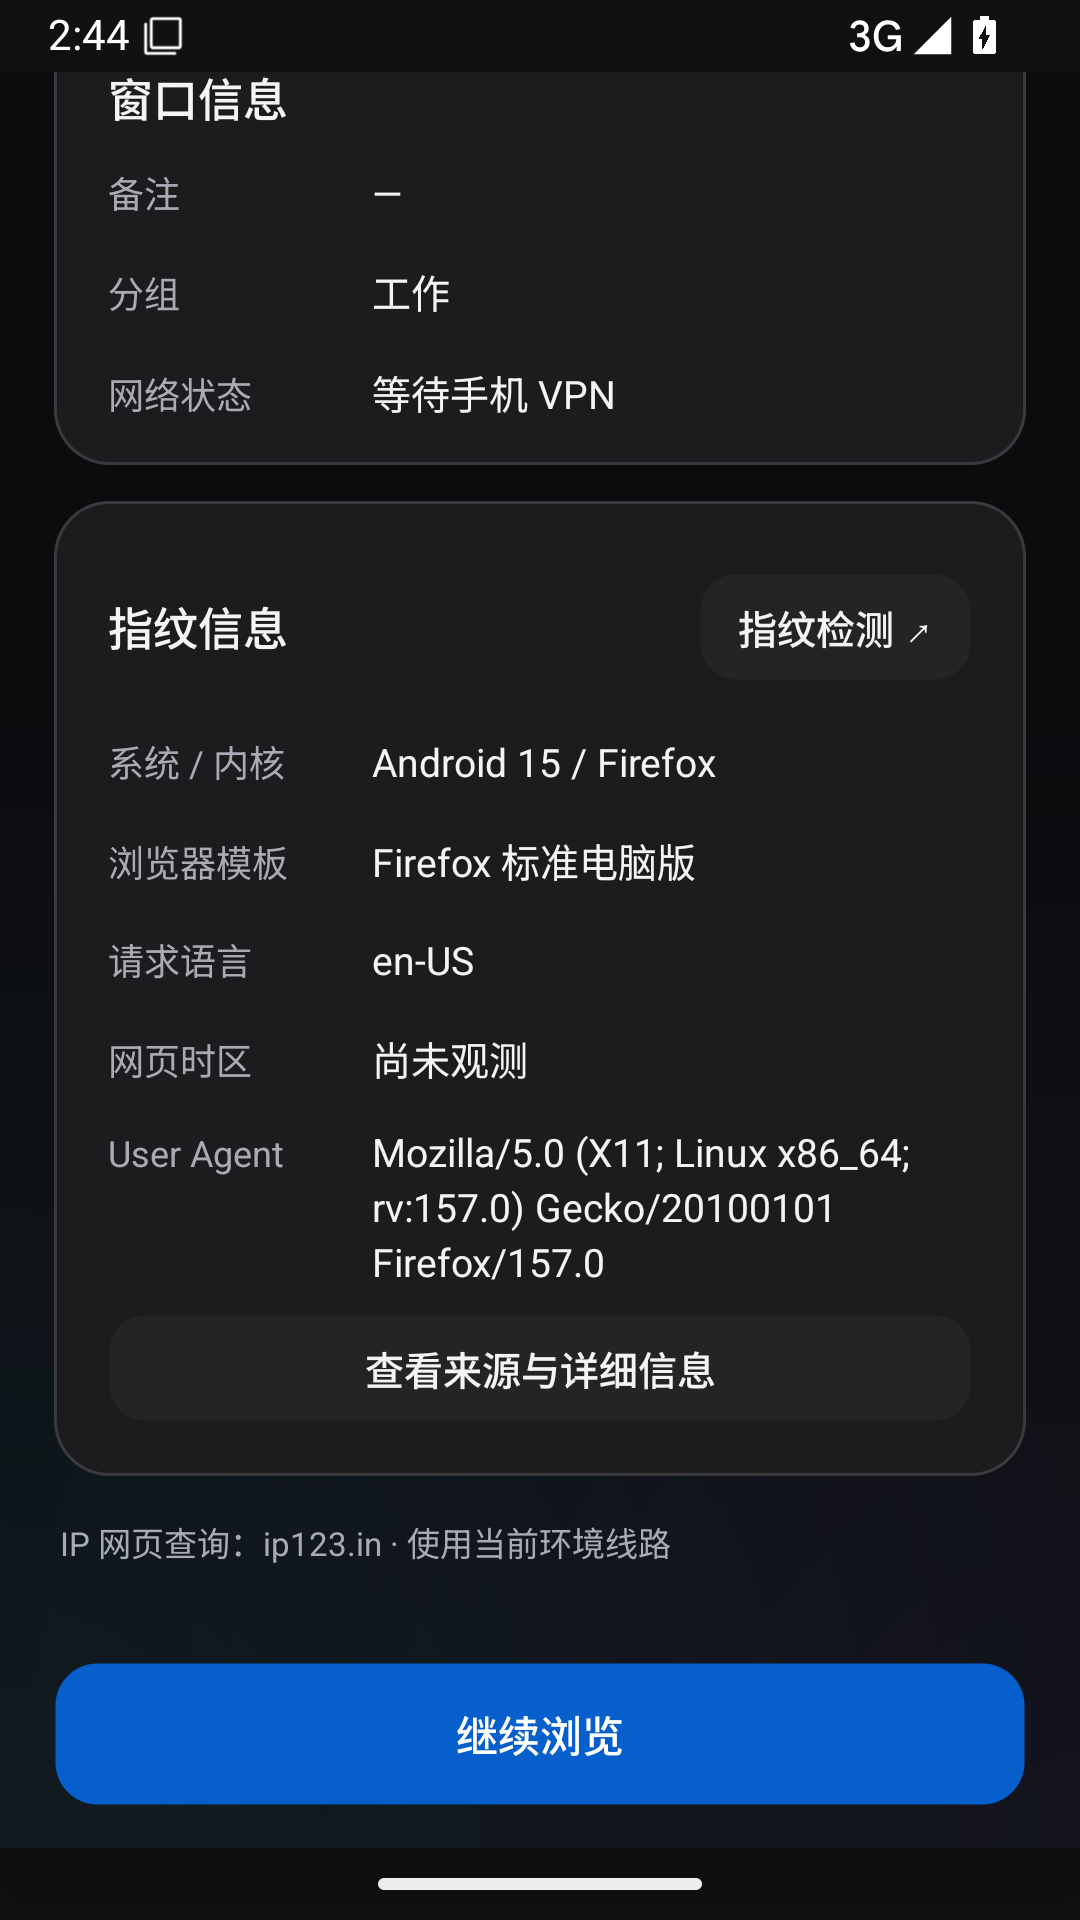 2:44
3G
窗口信息
备注 –
分组 工作
网络状态 等待手机 VPN
指纹信息 指纹检测 ↗
系统 / 内核 Android 15 / Firefox
浏览器模板 Firefox 标准电脑版
请求语言 en-US
网页时区 尚未观测
User Agent Mozilla/5.0 (X11; Linux x86_64;
rv:157.0) Gecko/20100101
Firefox/157.0
查看来源与详细信息
IP 网页查询：ip123.in · 使用当前环境线路
继续浏览